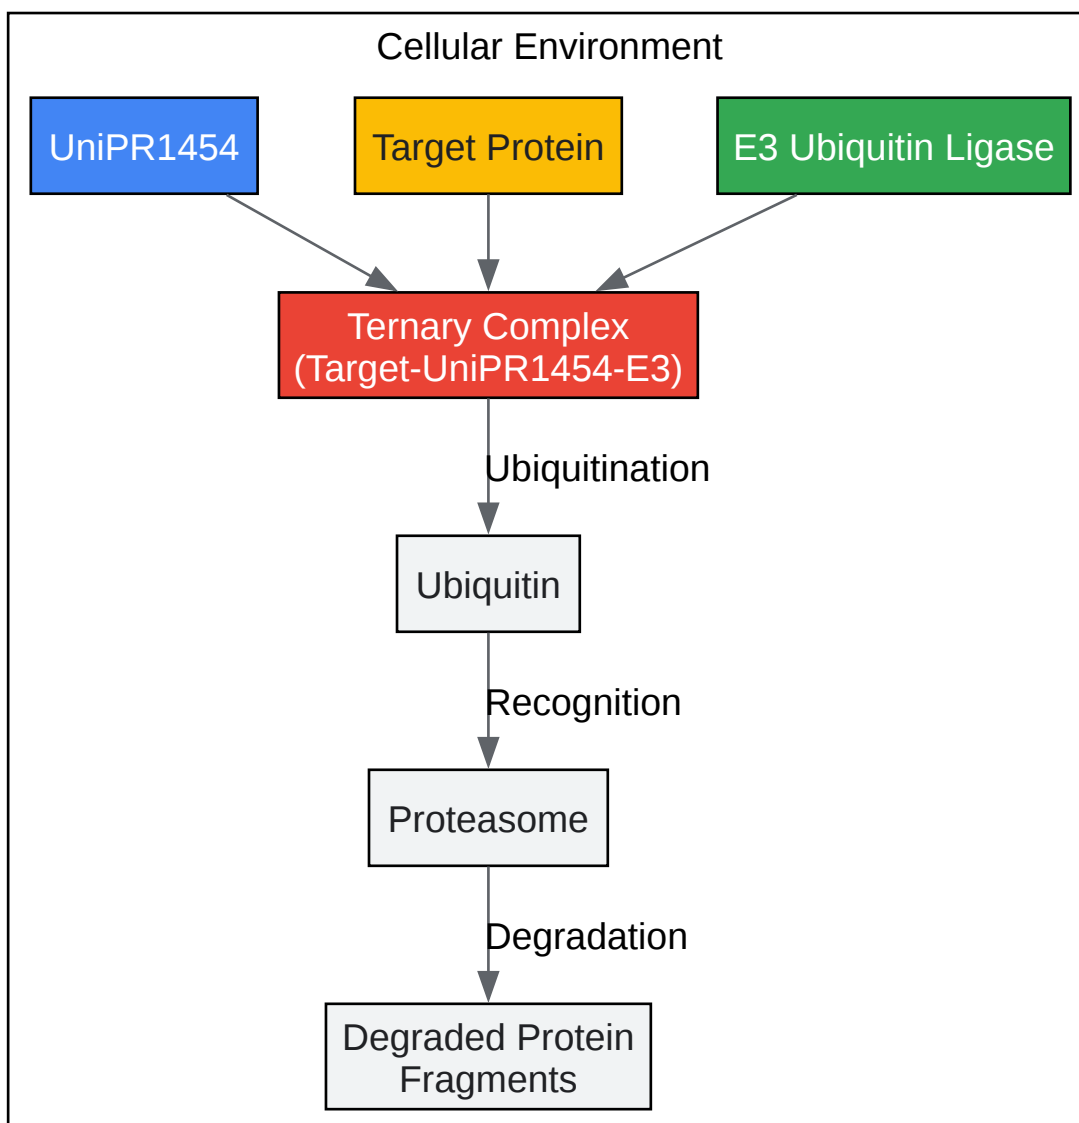 Cellular Environment
UniPR1454
Target Protein
E3 Ubiquitin Ligase
Ternary Complex
(Target-UniPR1454-E3)
Ubiquitination
Ubiquitin
Recognition
Proteasome
Degradation
Degraded Protein
Fragments